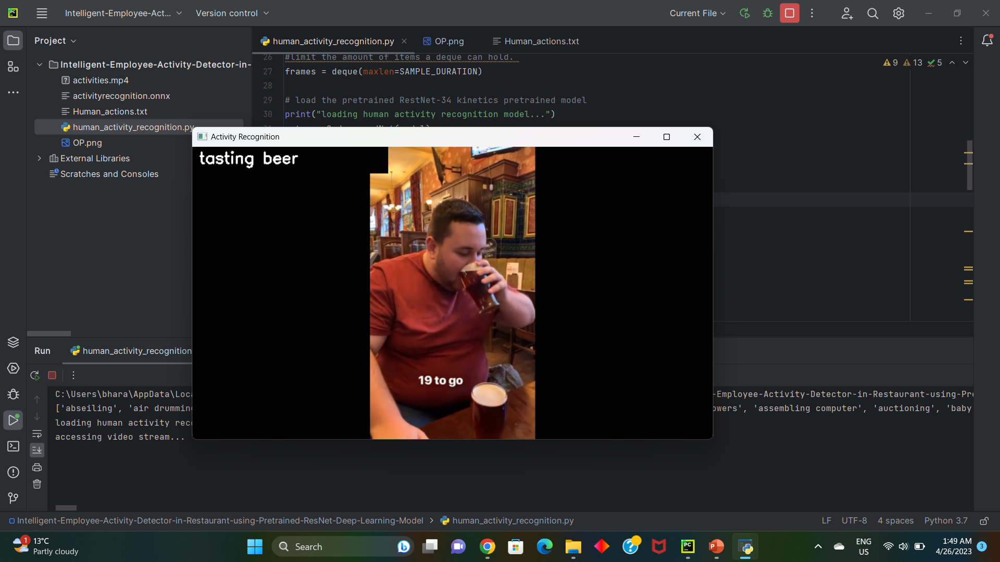 Intelligent-Employee-Act...
Version control
Current File
Project
human_activity_recognition.py
OP.png
Human_actions.txt
Intelligent-Employee-Activity-Detector-in-
activities.mp4
activityrecognition.onnx
Human_actions.txt
human_activity_recognition.py
OP.png
External Libraries
Scratches and Consoles
26 #limit the amount of items a deque can hold.
27 frames = deque(maxlen=SAMPLE_DURATION)
28
29 # load the pretrained RestNet-34 kinetics pretrained model
30 print("loading human activity recognition model...")
9 13 5
Activity Recognition
tasting beer
19 to go
Run
human_activity_recognition
C:\Users\bhara\AppData\Loca
-Employee-Activity-Detector-in-Restaurant-using-Pr
['abseiling', 'air drumming
owers', 'assembling computer', 'auctioning', 'baby
loading human activity reco
accessing video stream...
Intelligent-Employee-Activity-Detector-in-Restaurant-using-Pretrained-ResNet-Deep-Learning-Model > human_activity_recognition.py
LF UTF-8 4 spaces Python 3.7
1
13°C
Partly cloudy
Search
ENG
US
1:49 AM
4/26/2023
3